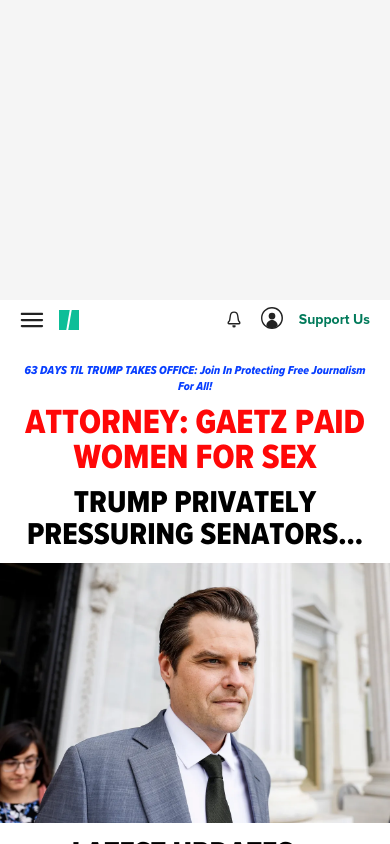 Support Us
63 DAYS TIL TRUMP TAKES OFFICE: Join In Protecting Free Journalism
For All!
ATTORNEY: GAETZ PAID
WOMEN FOR SEX
TRUMP PRIVATELY
PRESSURING SENATORS...